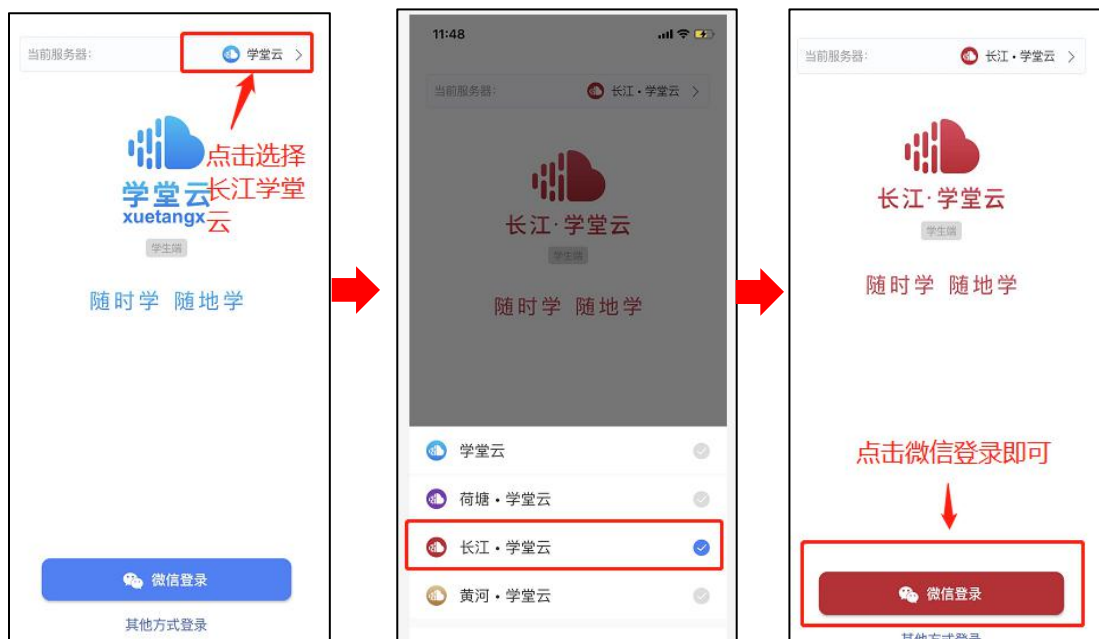 当前服务器:
学堂云
点击选择
长江学堂
云
学堂云
xuetangx
学生端
随时学 随地学
微信登录
其他方式登录
11:48
当前服务器:
长江·学堂云
长江·学堂云
学生端
随时学 随地学
学堂云
荷塘·学堂云
长江·学堂云
黄河·学堂云
当前服务器:
长江·学堂云
长江·学堂云
学生端
随时学 随地学
点击微信登录即可
微信登录
其他方式登录